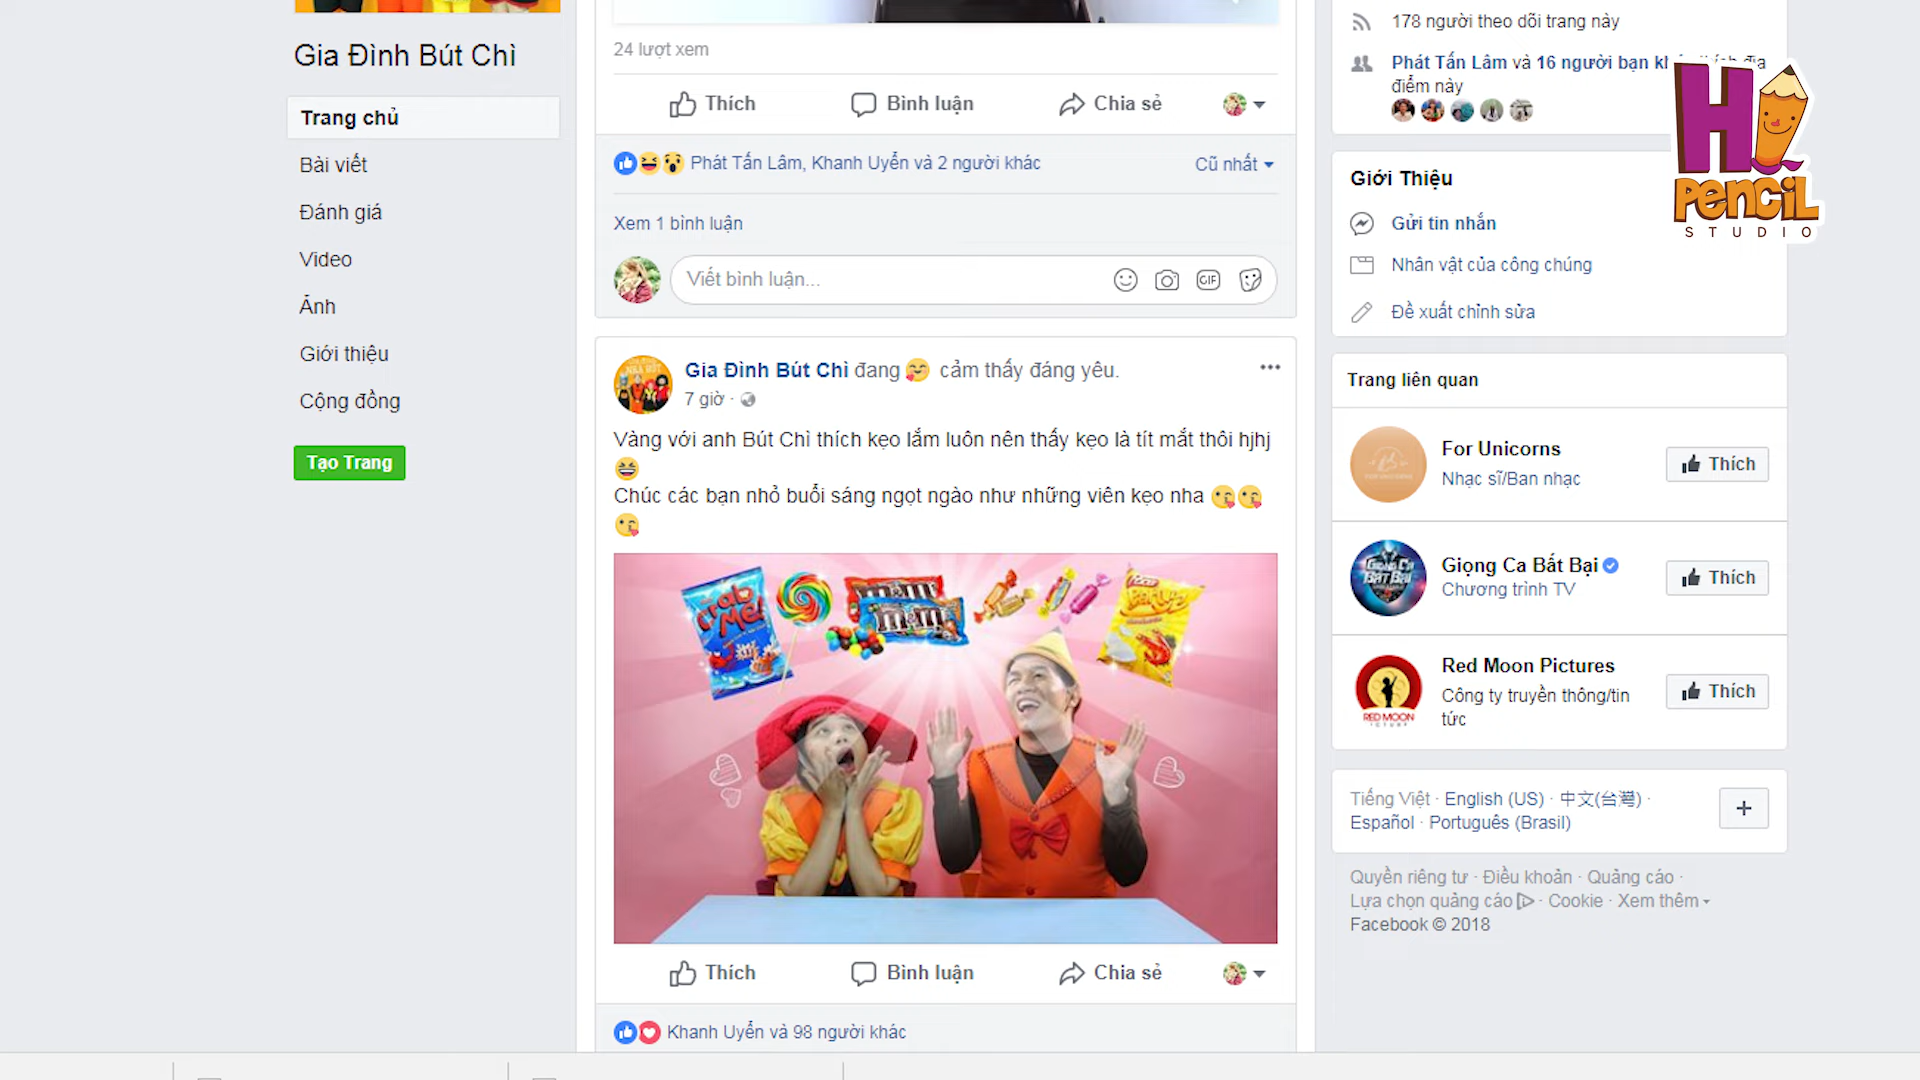 Gia Đình Bút Chì
Trang chủ
Bài viết
Đánh giá
Video
Ảnh
Giới thiệu
Cộng đồng
Tạo Trang
24 lượt xem
Thích
Bình luận
Chia sẻ
Phát Tấn Lâm, Khanh Uyển và 2 người khác
Cũ nhất
Xem 1 bình luận
Viết bình luận...
GIF
Gia Đình Bút Chì đang cảm thấy đáng yêu.
7 giờ ·
Vàng với anh Bút Chì thích kẹo lắm luôn nên thấy kẹo là tít mắt thôi hjhj
Chúc các bạn nhỏ buổi sáng ngọt ngào như những viên kẹo nha
Crab
Me!
m&m's
m&m's
Thích
Bình luận
Chia sẻ
Khanh Uyển và 98 người khác
178 người theo dõi trang này
Phát Tấn Lâm và 16 người bạn
điểm này
Hi
PENCIL
STUDIO
Giới Thiệu
Gửi tin nhắn
Nhân vật của công chúng
Đề xuất chỉnh sửa
Trang liên quan
For Unicorns
Nhạc sĩ/Ban nhạc
Thích
Giọng Ca Bất Bại
Chương trình TV
Thích
GIỌNG CA
BẤT BẠI
Red Moon Pictures
Công ty truyền thông/tin
tức
Thích
RED MOON
Tiếng Việt · English (US) · 中文(台灣) ·
Español · Português (Brasil)
Quyền riêng tư · Điều khoản · Quảng cáo ·
Lựa chọn quảng cáo · Cookie · Xem thêm
Facebook © 2018